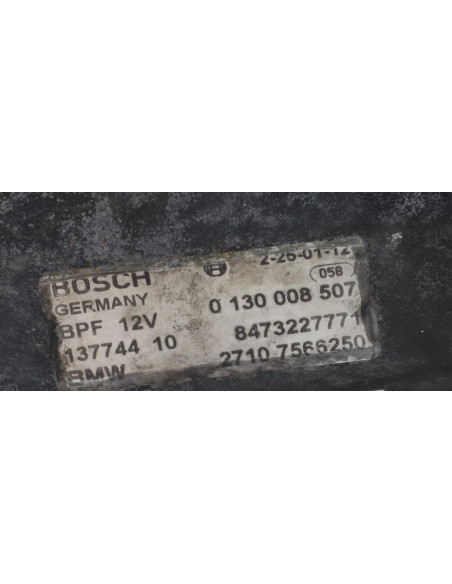 BOSCH 2-25-01-12
GERMANY 058
BPF 12V 0 130 008 507
137744 10 8473227771
BMW 2710 7566250